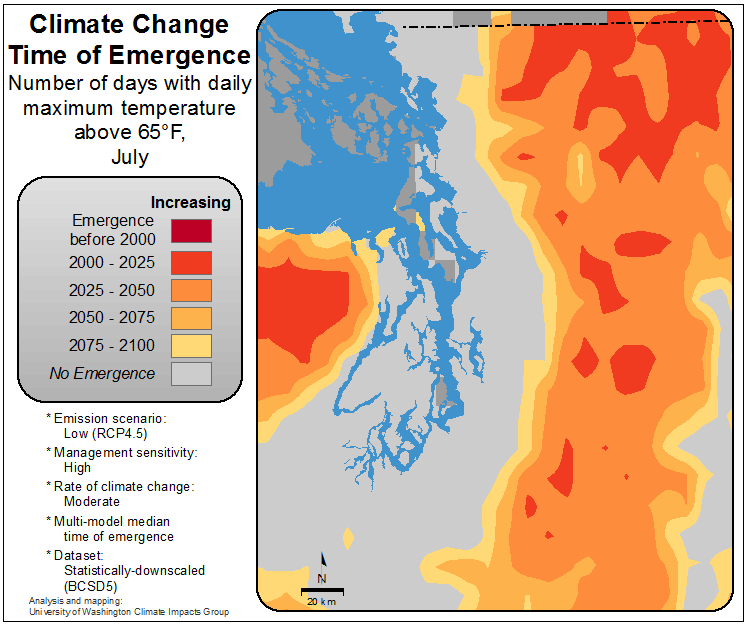 Climate Change
Time of Emergence
Number of days with daily
maximum temperature
above 65°F,
July
Increasing
Emergence
before 2000
2000 - 2025
2025 - 2050
2050 - 2075
2075 - 2100
No Emergence
* Emission scenario:
Low (RCP4.5)
* Management sensitivity:
High
* Rate of climate change:
Moderate
* Multi-model median
time of emergence
* Dataset:
Statistically-downscaled
(BCSD5)
Analysis and mapping:
University of Washington Climate Impacts Group
N
20 km